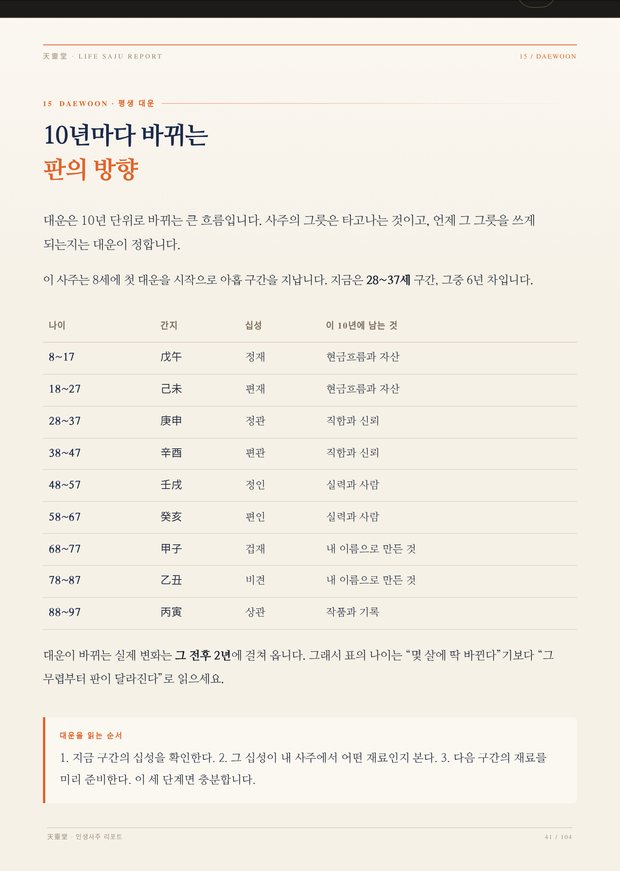 天靈堂 · LIFE SAJU REPORT
15 / DAEWOON
15 DAEWOON · 평생 대운
10년마다 바뀌는
판의 방향
대운은 10년 단위로 바뀌는 큰 흐름입니다. 사주의 그릇은 타고나는 것이고, 언제 그 그릇을 쓰게
되는지는 대운이 정합니다.
이 사주는 8세에 첫 대운을 시작으로 아홉 구간을 지납니다. 지금은 28~37세 구간, 그중 6년 차입니다.
나이 간지 십성 이 10년에 남는 것
8~17 戊午 정재 현금흐름과 자산
18~27 己未 편재 현금흐름과 자산
28~37 庚申 정관 직함과 신뢰
38~47 辛酉 편관 직함과 신뢰
48~57 壬戌 정인 실력과 사람
58~67 癸亥 편인 실력과 사람
68~77 甲子 겁재 내 이름으로 만든 것
78~87 乙丑 비견 내 이름으로 만든 것
88~97 丙寅 상관 작품과 기록
대운이 바뀌는 실제 변화는 그 전후 2년에 걸쳐 옵니다. 그래서 표의 나이는 “몇 살에 딱 바뀐다”기보다 “그
무렵부터 판이 달라진다”로 읽으세요.
대운을 읽는 순서
1. 지금 구간의 십성을 확인한다. 2. 그 십성이 내 사주에서 어떤 재료인지 본다. 3. 다음 구간의 재료를
미리 준비한다. 이 세 단계면 충분합니다.
天靈堂 · 인생사주 리포트
41 / 104